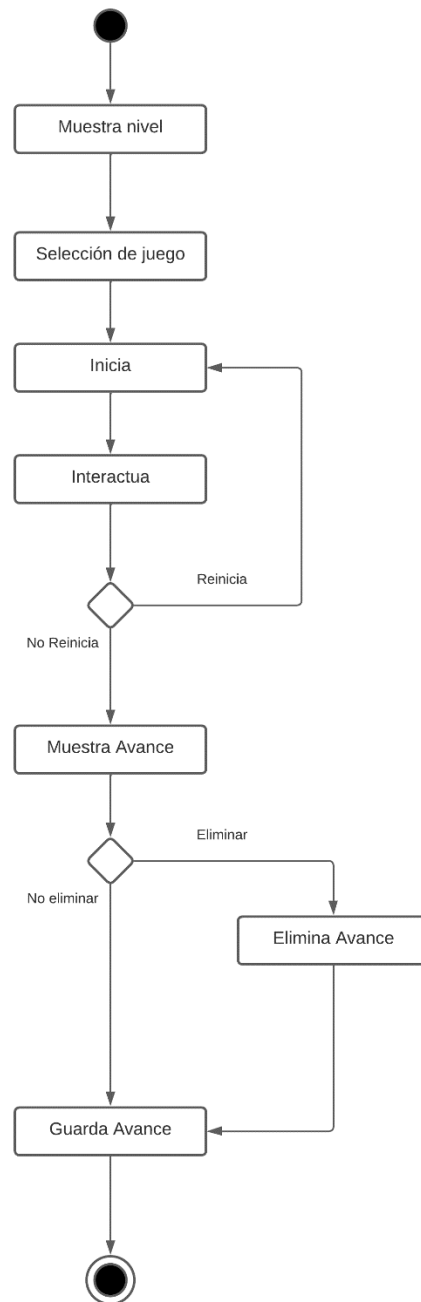 Muestra nivel
Selección de juego
Inicia
Interactua
Reinicia
No Reinicia
Muestra Avance
Eliminar
No eliminar
Elimina Avance
Guarda Avance